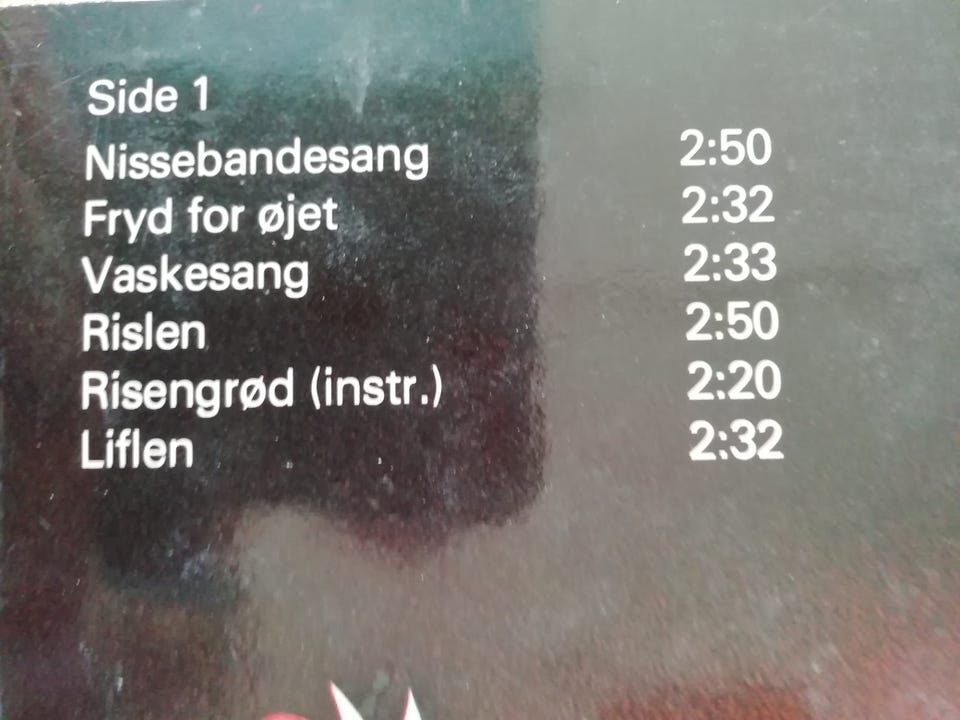 Side 1
Nissebandesang 2:50
Fryd for øjet 2:32
Vaskesang 2:33
Rislen 2:50
Risengrød (instr.) 2:20
Liflen 2:32